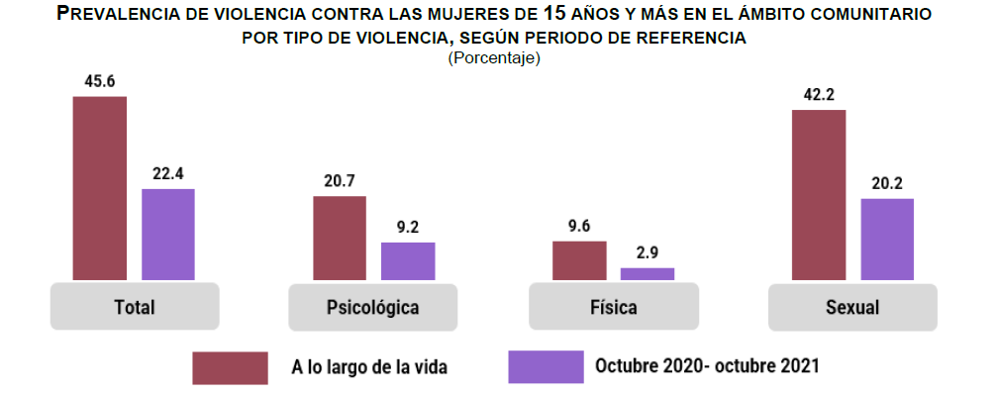 PREVALENCIA DE VIOLENCIA CONTRA LAS MUJERES DE 15 AÑOS Y MÁS EN EL ÁMBITO COMUNITARIO
POR TIPO DE VIOLENCIA, SEGÚN PERIODO DE REFERENCIA
(Porcentaje)
45.6
22.4
20.7
9.2
9.6
2.9
42.2
20.2
Total
Psicológica
Física
Sexual
A lo largo de la vida
Octubre 2020- octubre 2021